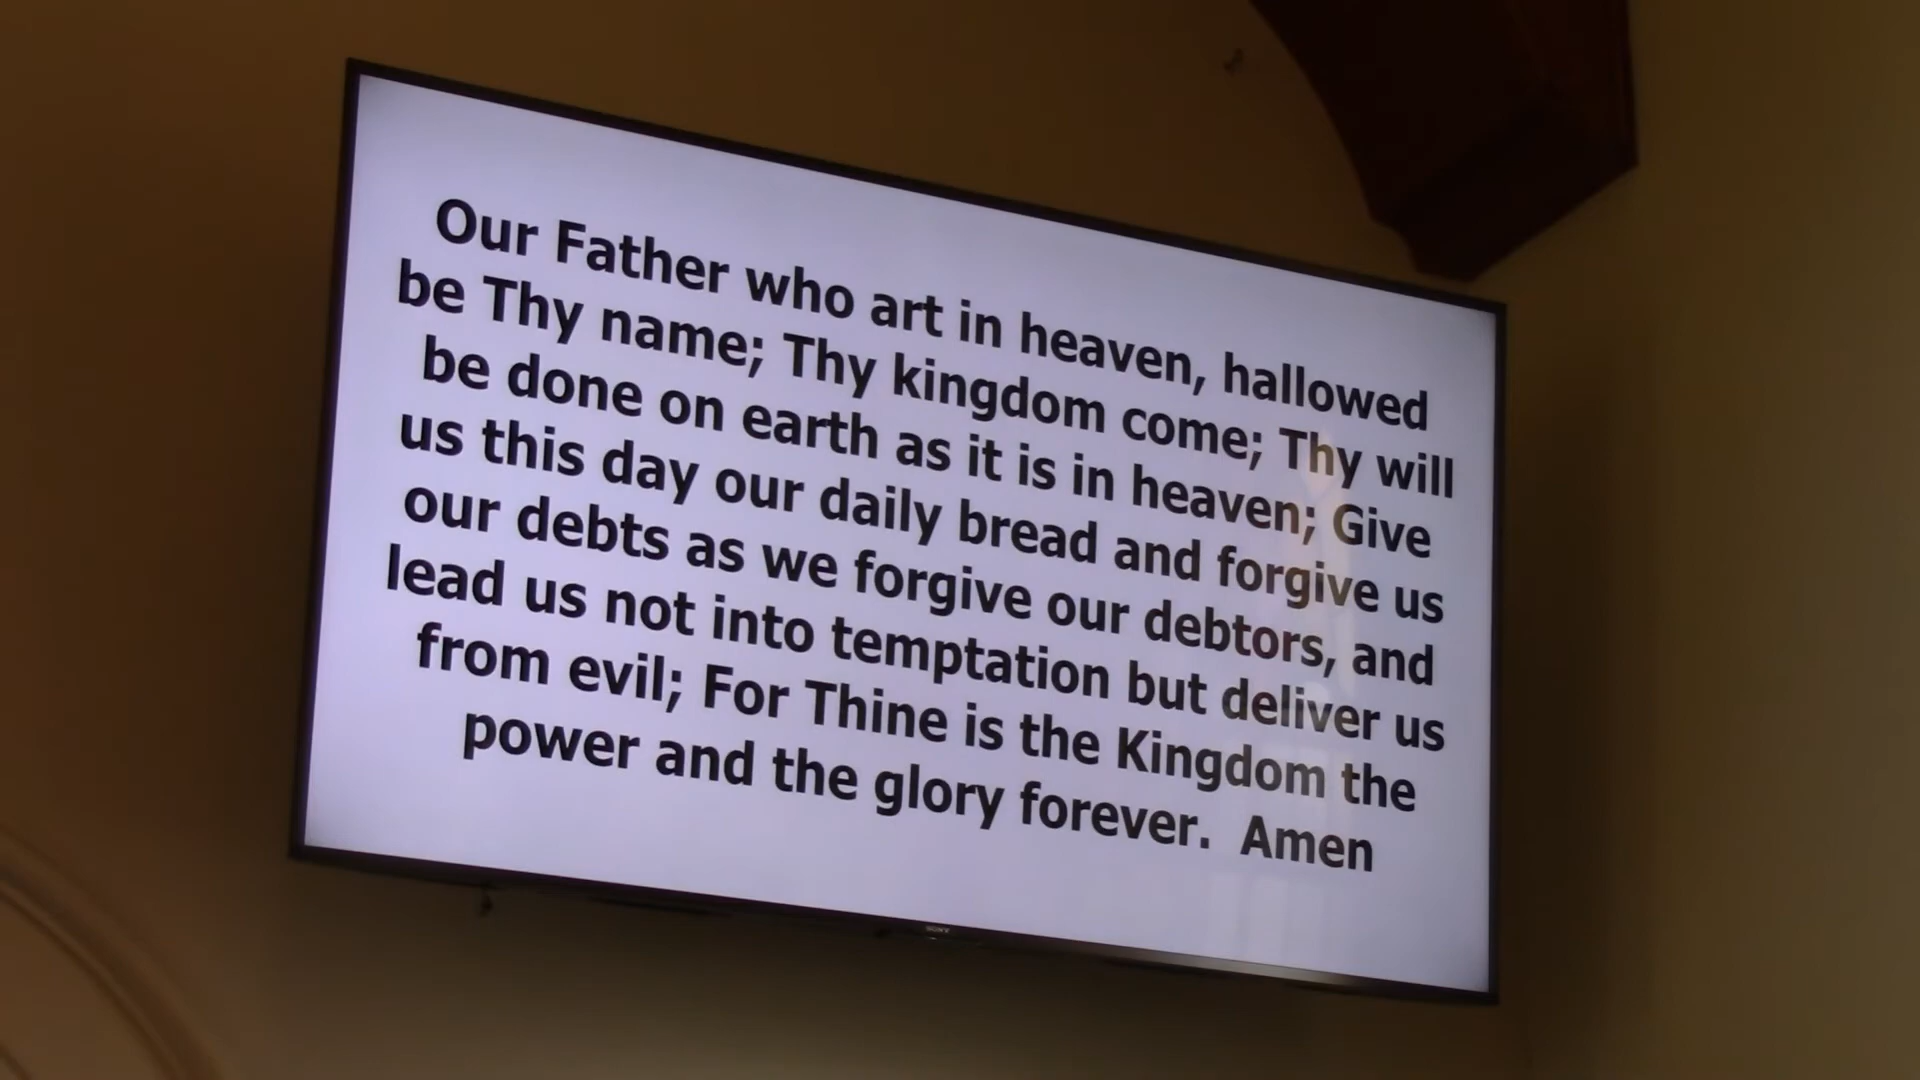 Our Father who art in heaven, hallowed
be Thy name; Thy kingdom come; Thy will
be done on earth as it is in heaven; Give
us this day our daily bread and forgive us
our debts as we forgive our debtors, and
lead us not into temptation but deliver us
from evil; For Thine is the Kingdom the
power and the glory forever. Amen
SONY